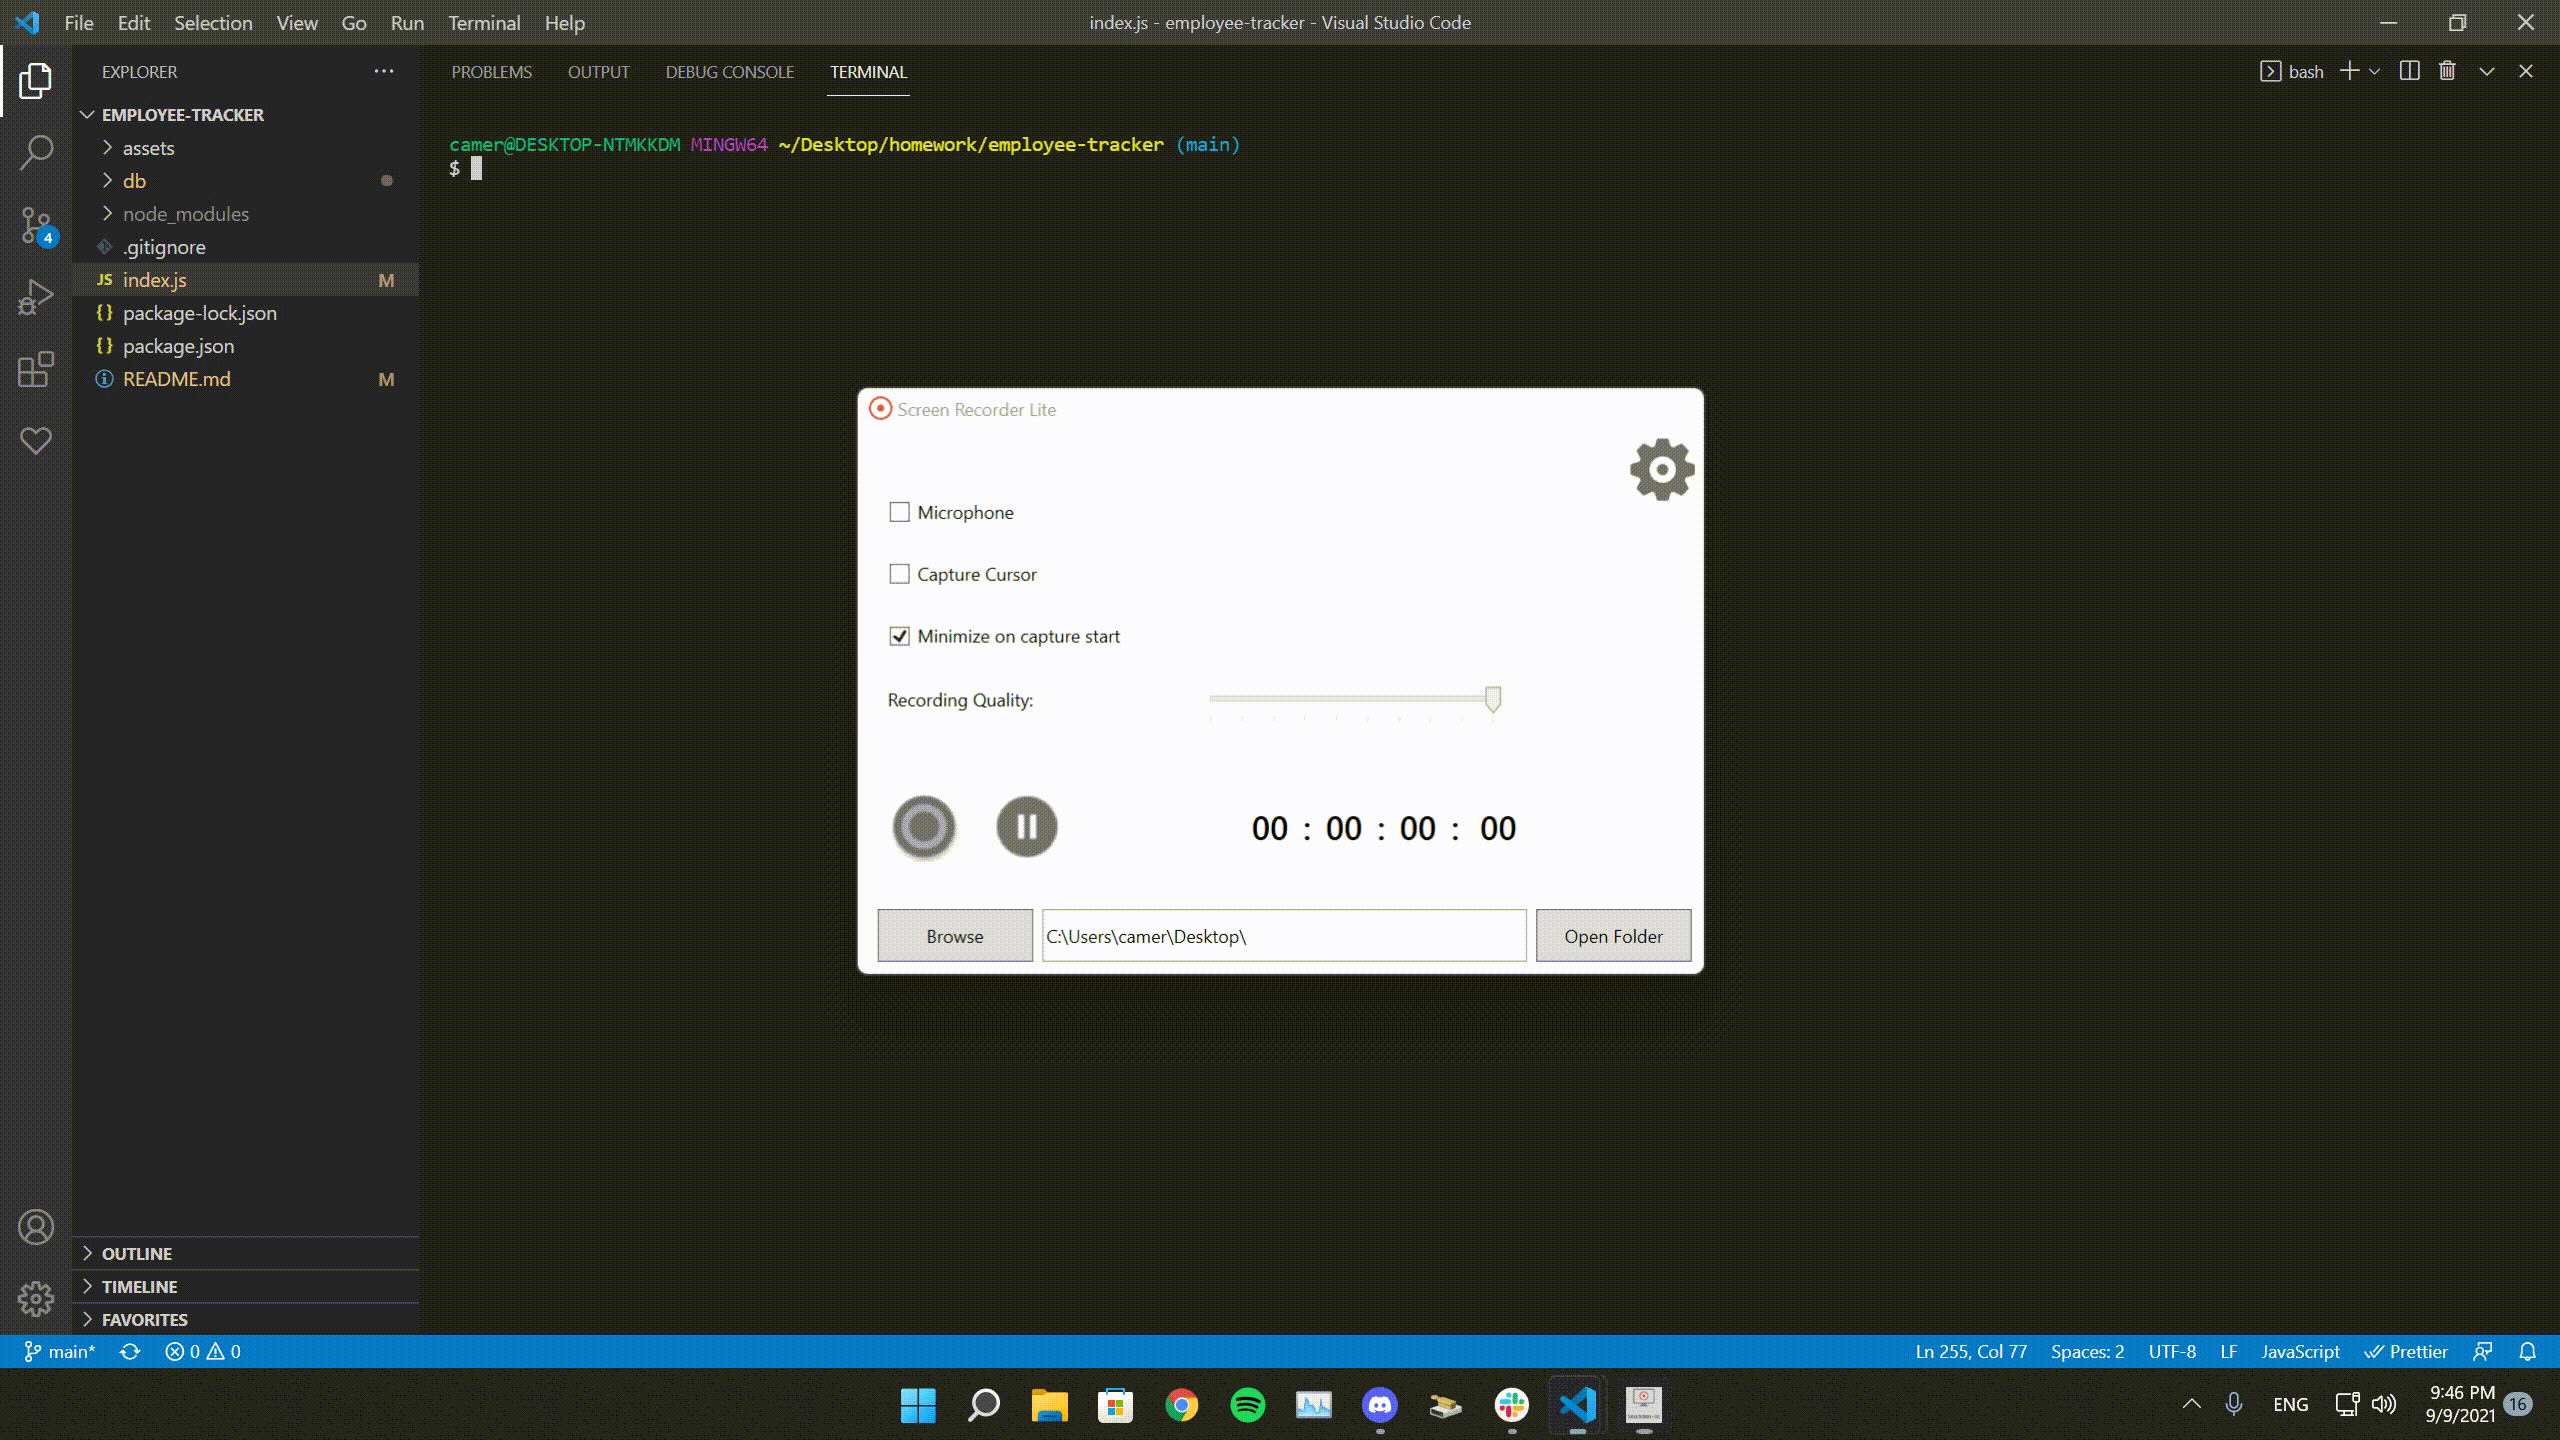 File Edit Selection View Go Run Terminal Help
index.js - employee-tracker - Visual Studio Code
EXPLORER
PROBLEMS OUTPUT DEBUG CONSOLE TERMINAL
bash
EMPLOYEE-TRACKER
assets
db
node_modules
.gitignore
JS index.js M
{} package-lock.json
{} package.json
README.md M
4
camer@DESKTOP-NTMKKDM MINGW64 ~/Desktop/homework/employee-tracker (main)
$
Screen Recorder Lite
Microphone
Capture Cursor
Minimize on capture start
Recording Quality:
00 : 00 : 00 : 00
Browse C:\Users\camer\Desktop\ Open Folder
OUTLINE
TIMELINE
FAVORITES
main* 0 0
Ln 255, Col 77 Spaces: 2 UTF-8 LF JavaScript Prettier
ENG
9:46 PM
9/9/2021
16